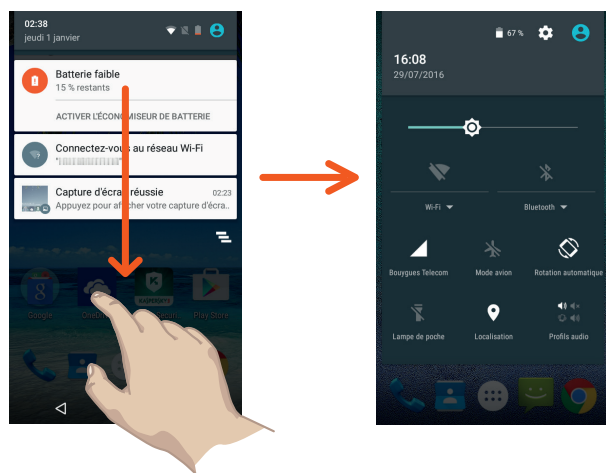 02:38
jeudi 1 janvier
Batterie faible
15 % restants
ACTIVER L'ÉCONOMISEUR DE BATTERIE
Connectez-vous au réseau Wi-Fi
Capture d'écran réussie 02:23
Appuyez pour afficher votre capture d'écra..
Google OneDrive Play Store
KASPERSKY
67 %
16:08
29/07/2016
Wi-Fi Bluetooth
Bouygues Telecom Mode avion Rotation automatique
Lampe de poche Localisation Profils audio